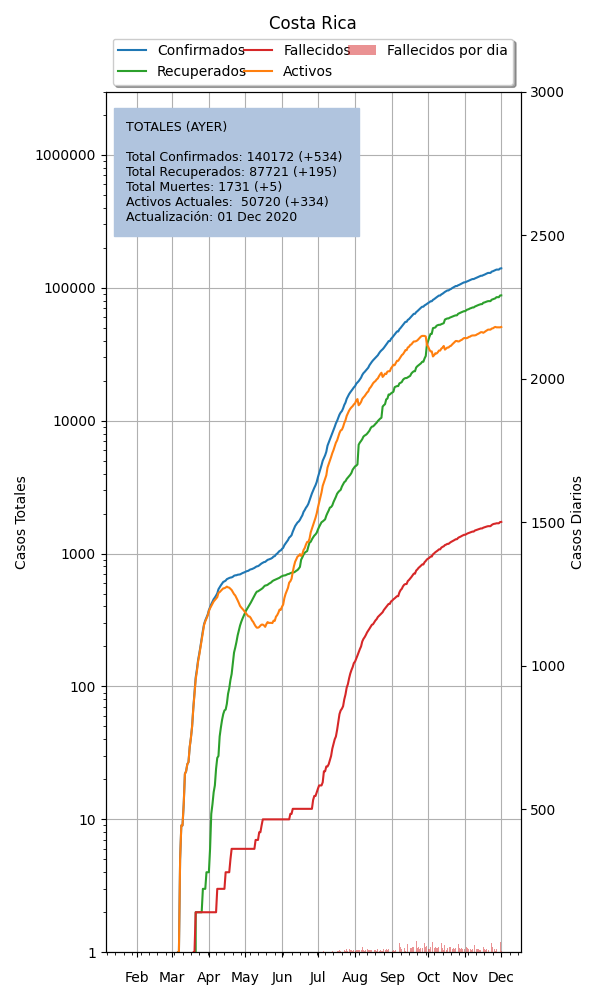 Costa Rica
Confirmados Fallecidos Fallecidos por dia
Recuperados Activos
TOTALES (AYER)
Total Confirmados: 140172 (+534)
Total Recuperados: 87721 (+195)
Total Muertes: 1731 (+5)
Activos Actuales:  50720 (+334)
Actualización: 01 Dec 2020
1000000
100000
10000
1000
100
10
1
Casos Totales
3000
2500
2000
1500
1000
500
Casos Diarios
Feb Mar Apr May Jun Jul Aug Sep Oct Nov Dec